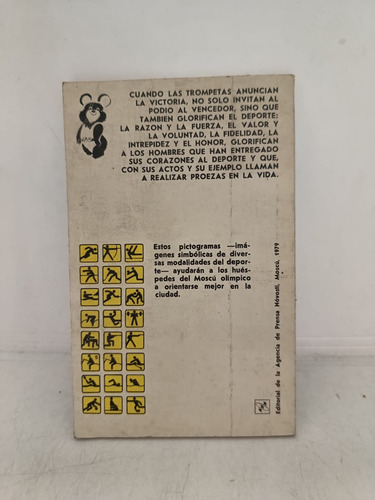 CUANDO LAS TROMPETAS ANUNCIAN
LA VICTORIA, NO SOLO INVITAN AL
PODIO AL VENCEDOR, SINO QUE
TAMBIEN GLORIFICAN EL DEPORTE:
LA RAZON Y LA FUERZA, EL VALOR Y
LA VOLUNTAD, LA FIDELIDAD, LA
INTREPIDEZ Y EL HONOR, GLORIFICAN
A LOS HOMBRES QUE HAN ENTREGADO
SUS CORAZONES AL DEPORTE Y QUE,
CON SUS ACTOS Y SU EJEMPLO LLAMAN
A REALIZAR PROEZAS EN LA VIDA.
Estos pictogramas —imá-
genes simbólicas de diver-
sas modalidades del depor-
te— ayudarán a los hués-
pedes del Moscú olímpico
a orientarse mejor en la
ciudad.
Editorial de la Agencia de Prensa Nóvosti, Moscú, 1979